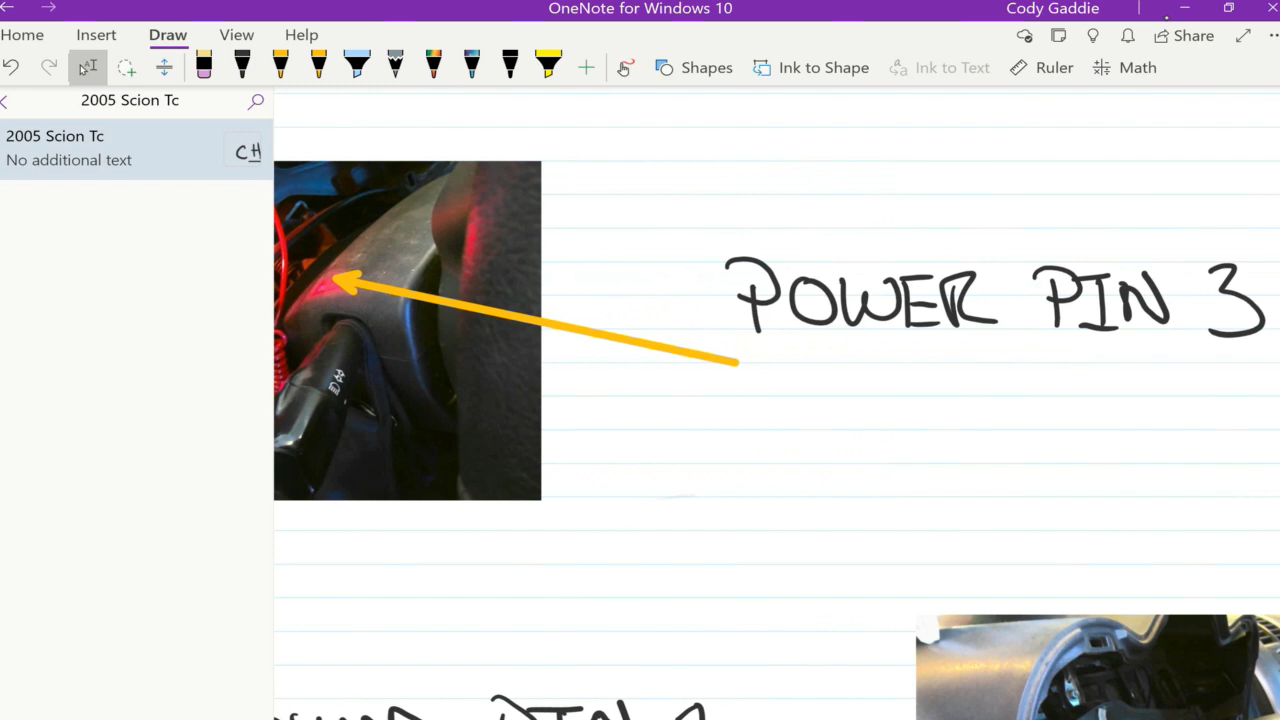 OneNote for Windows 10
Cody Gaddie
Home Insert Draw View Help
Share
Shapes Ink to Shape Ink to Text Ruler Math
2005 Scion Tc
2005 Scion Tc
No additional text
CH
POWER PIN 3
PIN